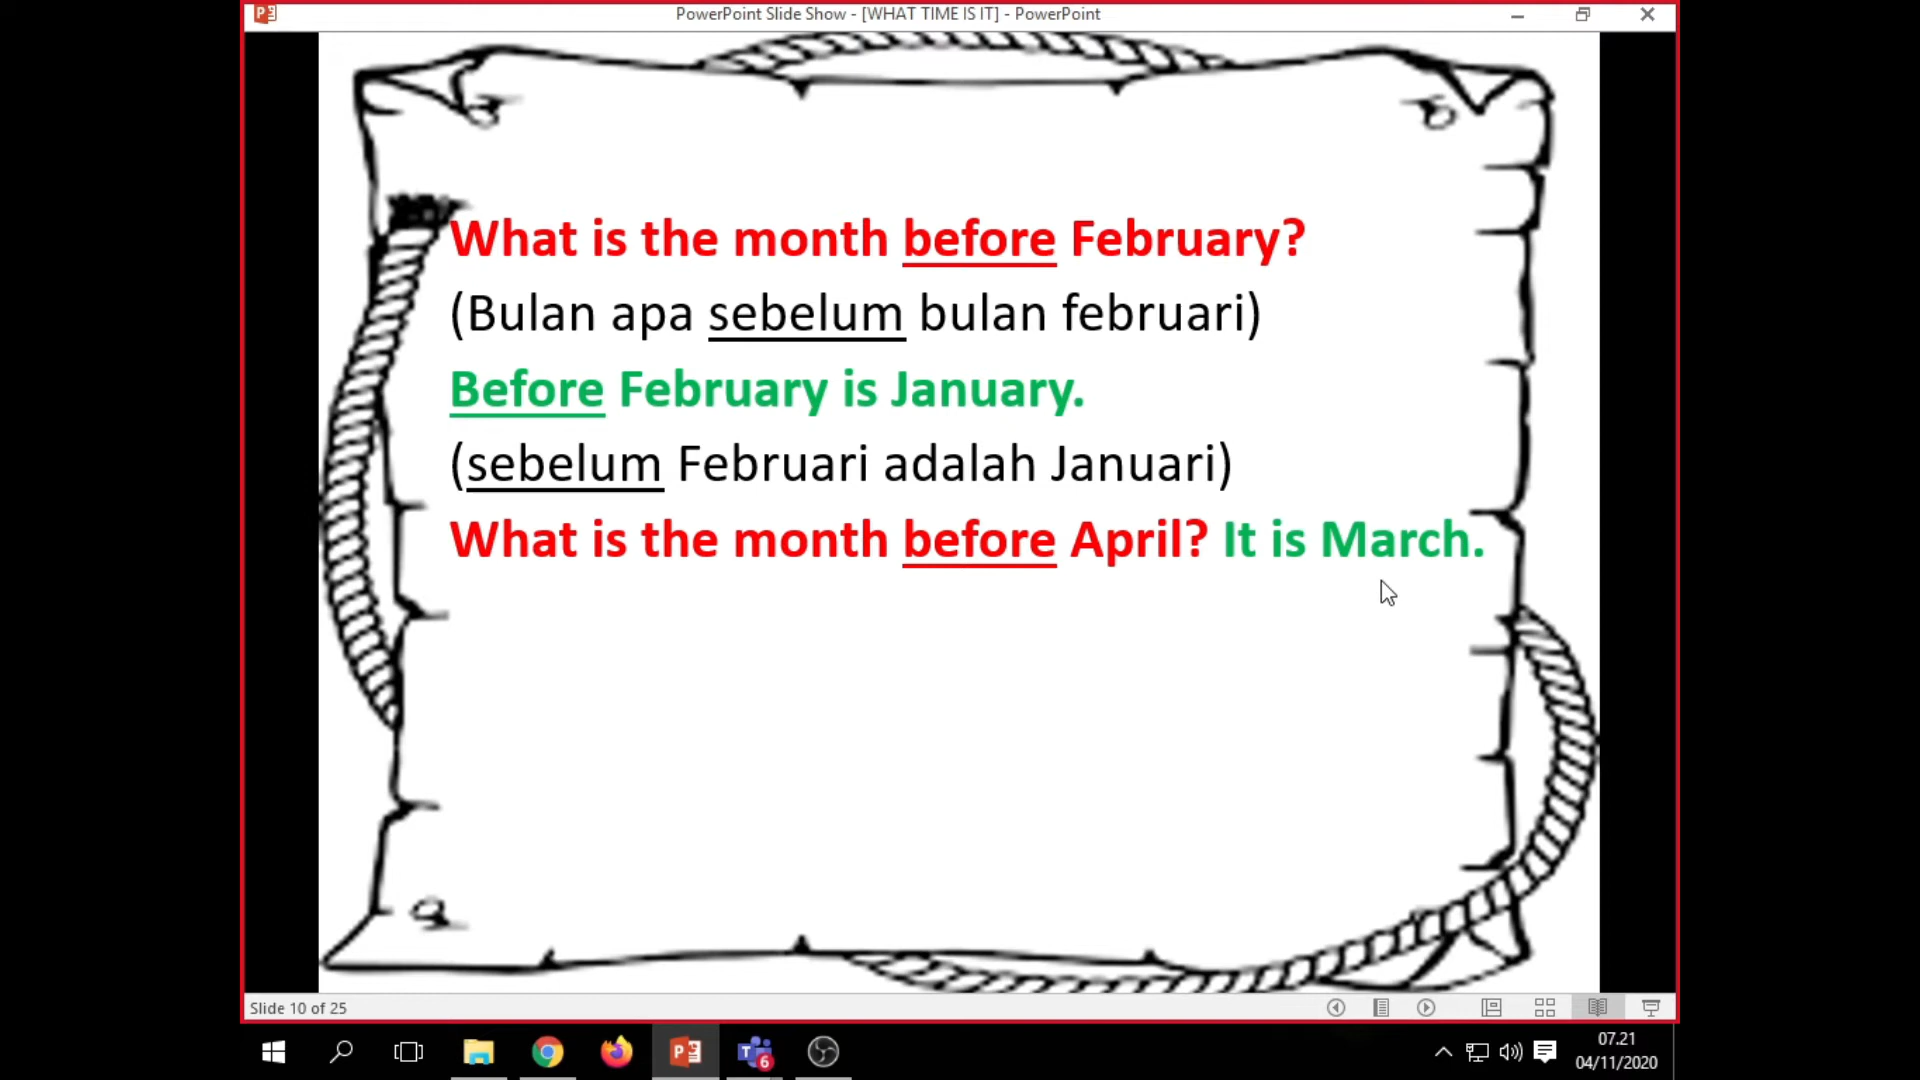 PowerPoint Slide Show - [WHAT TIME IS IT] - PowerPoint
What is the month before February?
(Bulan apa sebelum bulan februari)
Before February is January.
(sebelum Februari adalah Januari)
What is the month before April? It is March.
Slide 10 of 25
6
07.21
04/11/2020